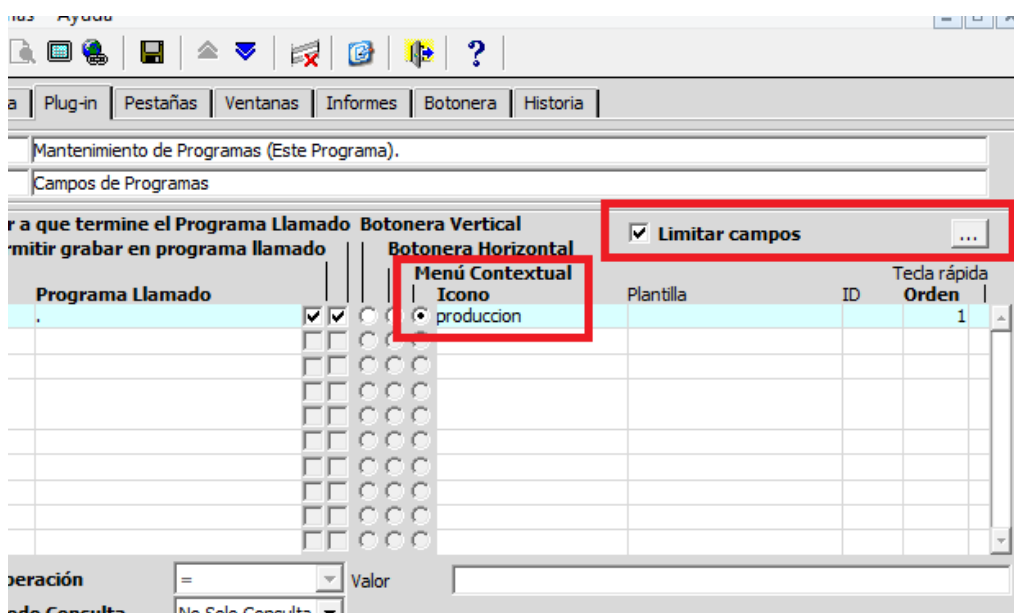 Ayuda
?
a Plug-in Pestañas Ventanas Informes Botonera Historia
Mantenimiento de Programas (Este Programa).
Campos de Programas
r a que termine el Programa Llamado Botonera Vertical
rmitir grabar en programa llamado Botonera Horizontal
Limitar campos ...
Menú Contextual Tecla rápida
Programa Llamado Icono Plantilla ID Orden
. produccion 1
peración = Valor
No Solo Consulta